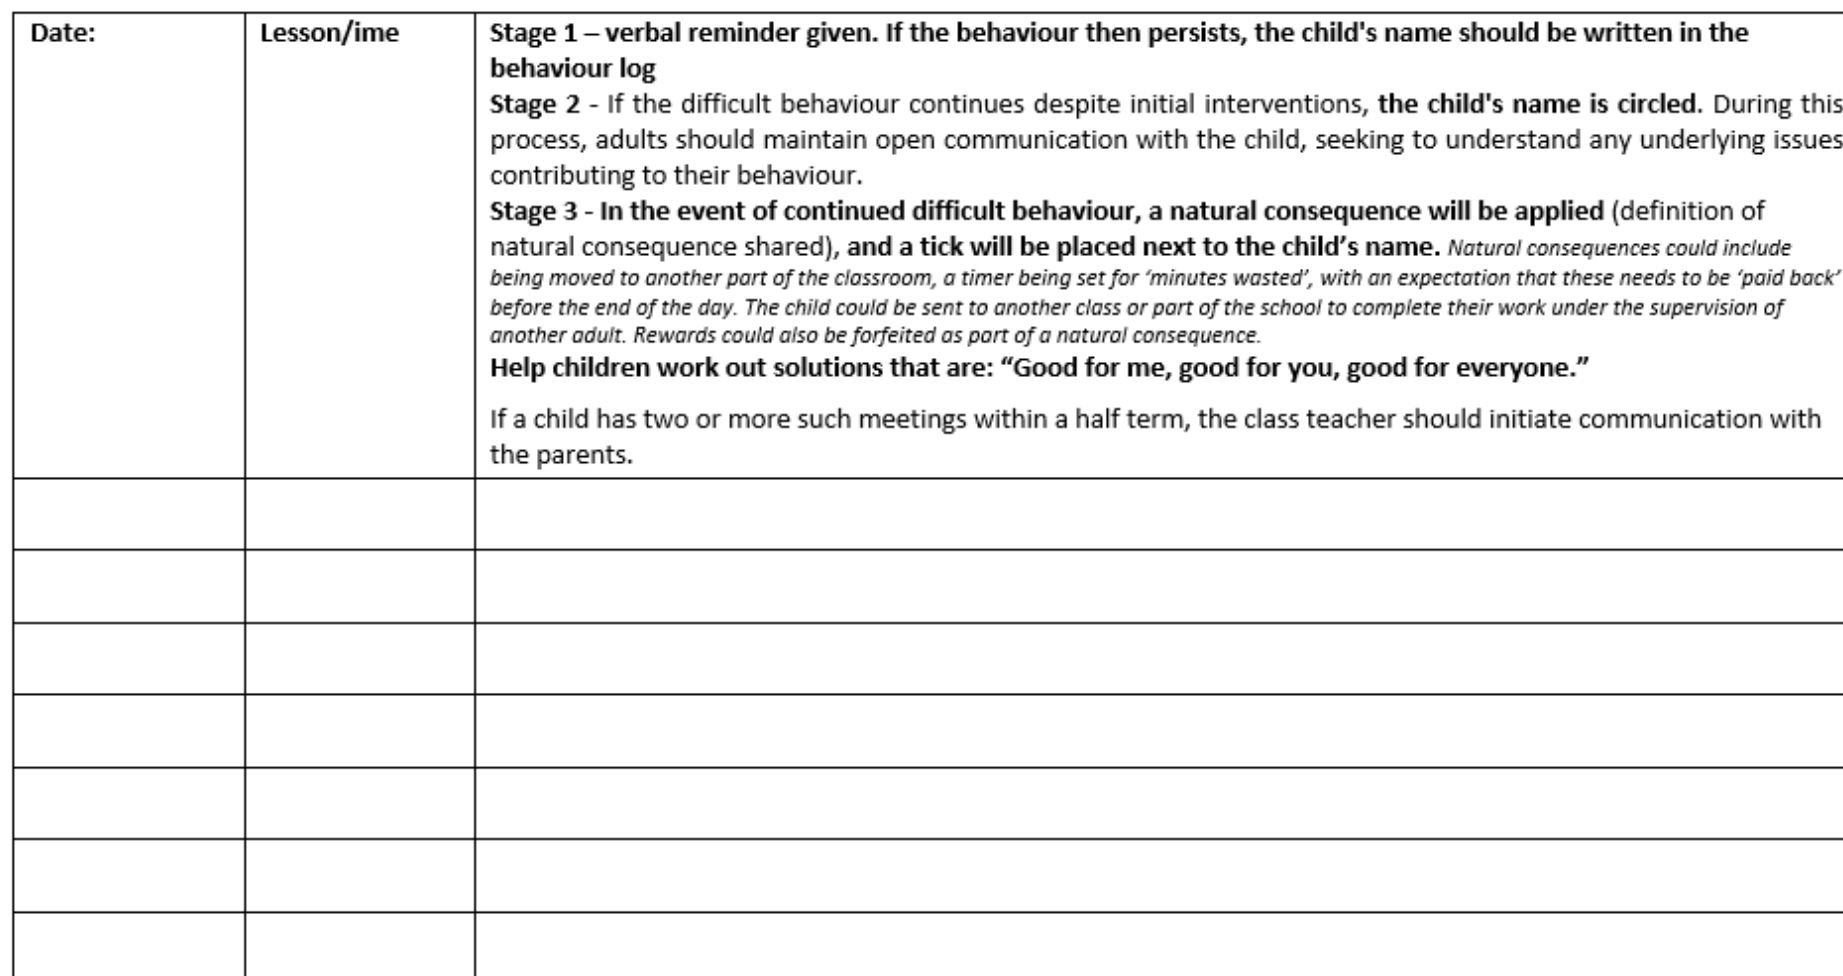 Date:
Lesson/ime
Stage 1 – verbal reminder given. If the behaviour then persists, the child's name should be written in the
behaviour log
Stage 2 - If the difficult behaviour continues despite initial interventions, the child's name is circled. During this
process, adults should maintain open communication with the child, seeking to understand any underlying issues
contributing to their behaviour.
Stage 3 - In the event of continued difficult behaviour, a natural consequence will be applied (definition of
natural consequence shared), and a tick will be placed next to the child’s name. Natural consequences could include
being moved to another part of the classroom, a timer being set for ‘minutes wasted’, with an expectation that these needs to be ‘paid back’
before the end of the day. The child could be sent to another class or part of the school to complete their work under the supervision of
another adult. Rewards could also be forfeited as part of a natural consequence.
Help children work out solutions that are: “Good for me, good for you, good for everyone.”
If a child has two or more such meetings within a half term, the class teacher should initiate communication with
the parents.